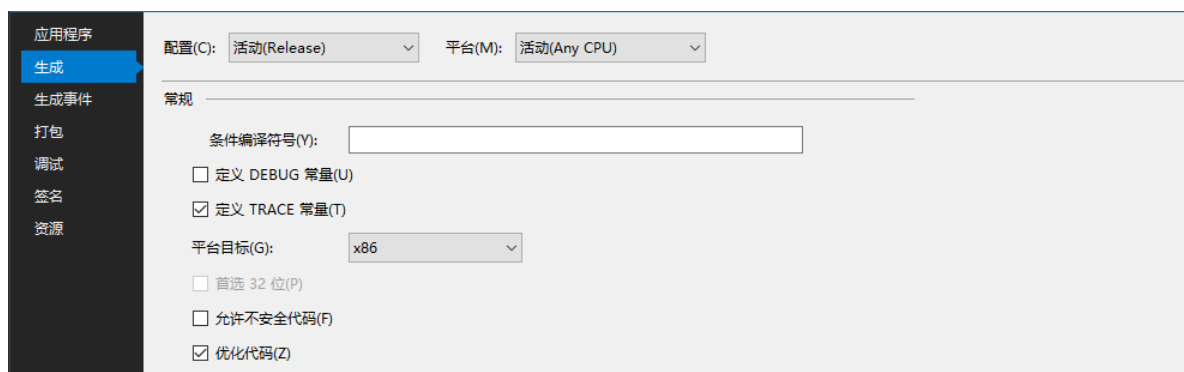 应用程序
生成
生成事件
打包
调试
签名
资源
配置(C): 活动(Release) 平台(M): 活动(Any CPU)
常规
条件编译符号(Y):
定义 DEBUG 常量(U)
定义 TRACE 常量(T)
平台目标(G): x86
首选 32 位(P)
允许不安全代码(F)
优化代码(Z)